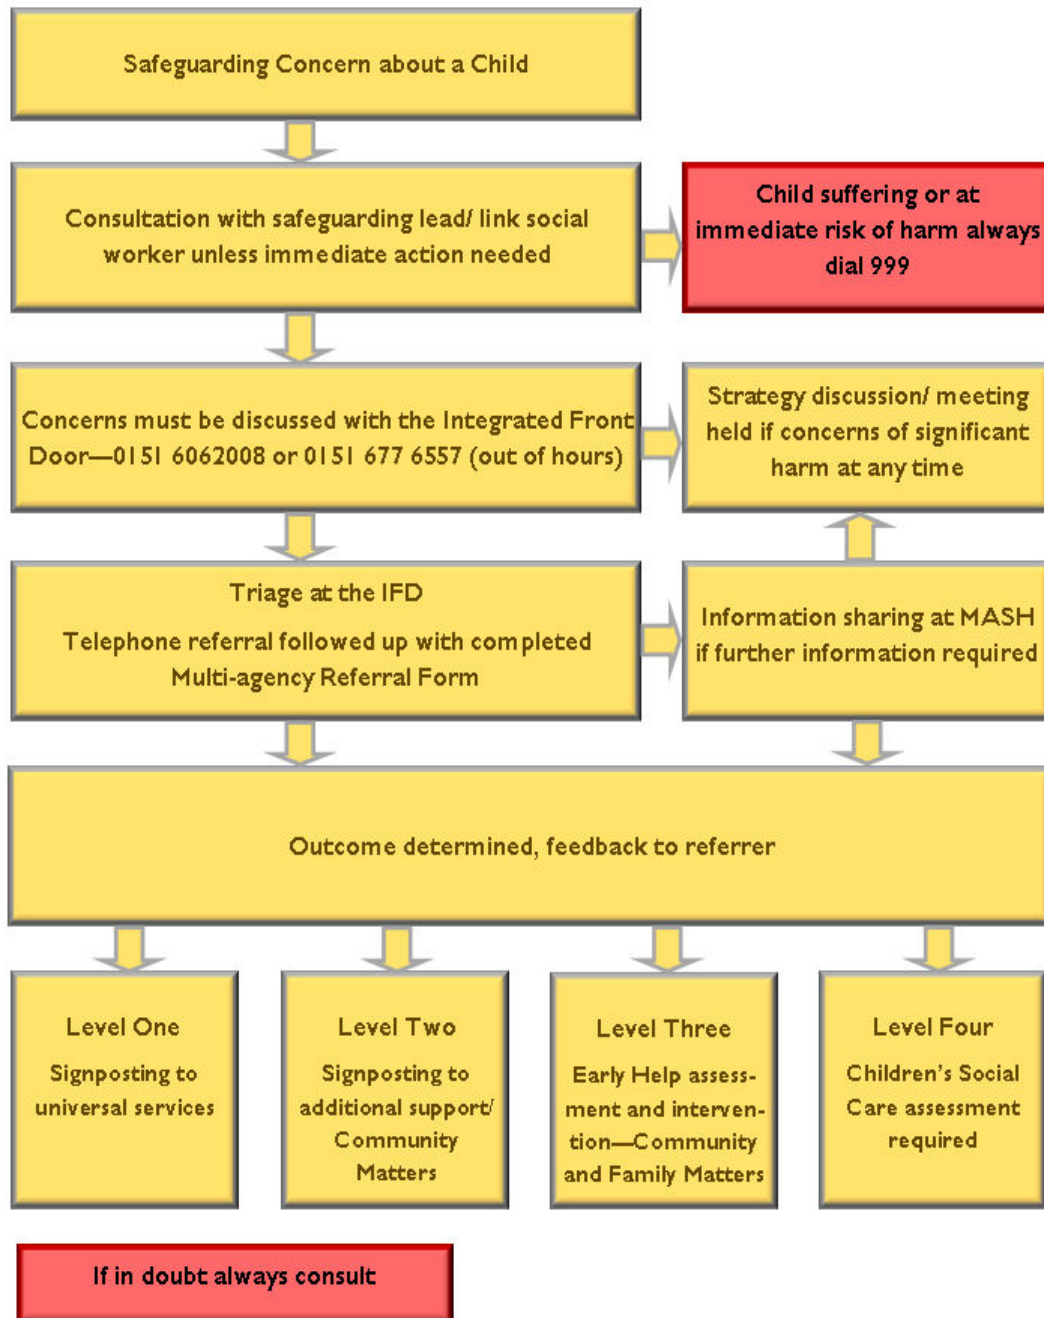 Safeguarding Concern about a Child
Consultation with safeguarding lead/ link social
worker unless immediate action needed
Child suffering or at
immediate risk of harm always
dial 999
Concerns must be discussed with the Integrated Front
Door—0151 6062008 or 0151 677 6557 (out of hours)
Strategy discussion/ meeting
held if concerns of significant
harm at any time
Triage at the IFD
Telephone referral followed up with completed
Multi-agency Referral Form
Information sharing at MASH
if further information required
Outcome determined, feedback to referrer
Level One
Signposting to
universal services
Level Two
Signposting to
additional support/
Community
Matters
Level Three
Early Help assess-
ment and interven-
tion—Community
and Family Matters
Level Four
Children's Social
Care assessment
required
If in doubt always consult